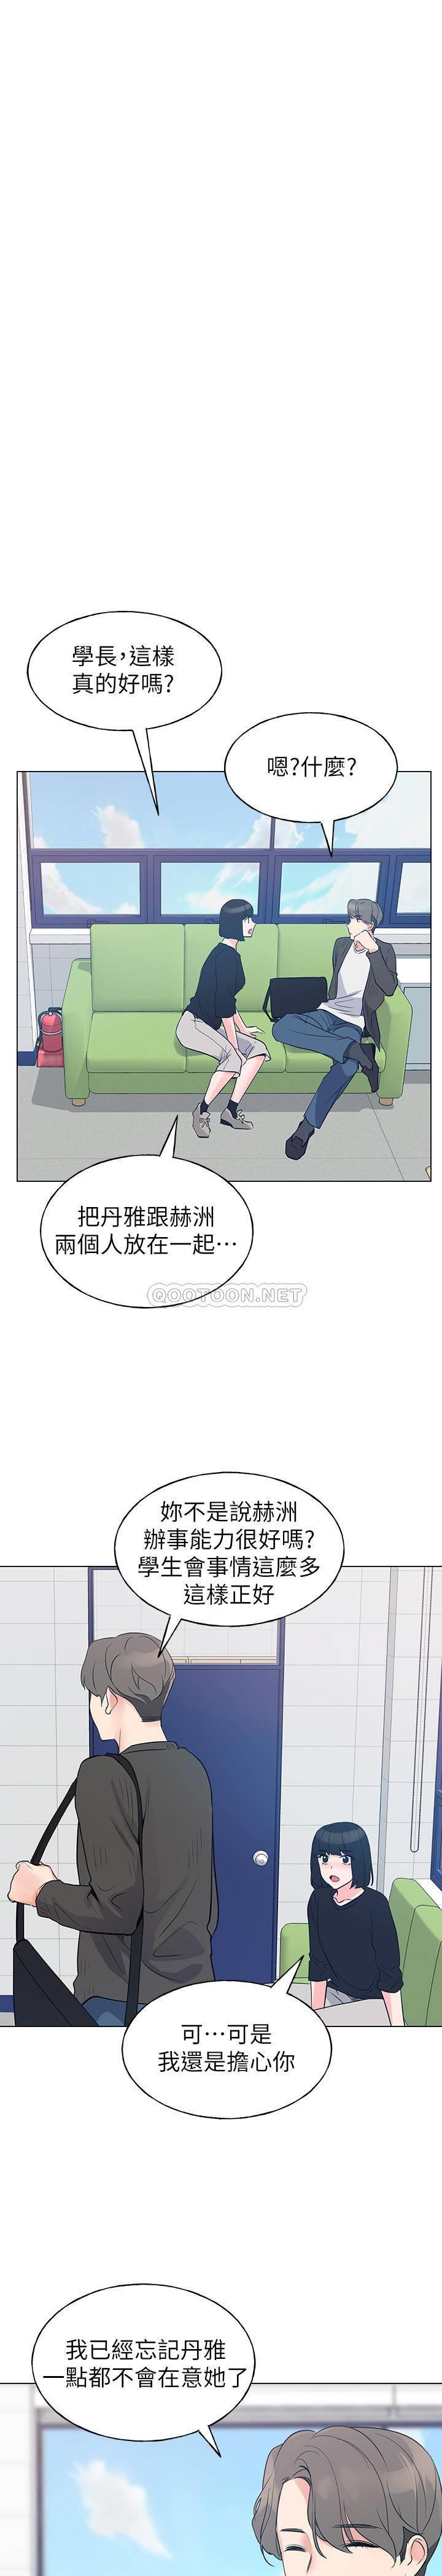 學長，這樣
真的好嗎?
嗯?什麼?
把丹雅跟赫洲
兩個人放在一起⋯
QOOTOON.NET
妳不是說赫洲
辦事能力很好嗎?
學生會事情這麼多
這樣正好
可⋯可是
我還是擔心你
我已經忘記丹雅
一點都不會在意她了